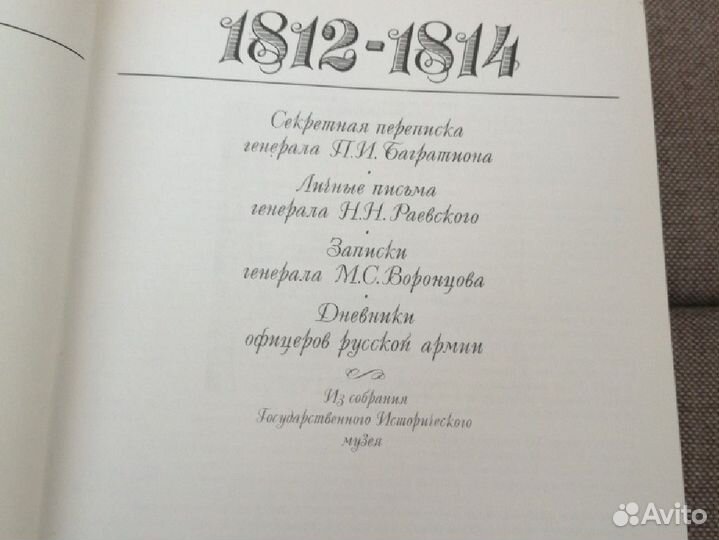 1812-1814
Секретная переписка
генерала П.И. Багратиона
·
Личные письма
генерала Н.Н. Раевского
·
Записки
генерала М.С. Воронцова
·
Дневники
офицеров русской армии
Из собрания
Государственного Исторического
музея
Avito